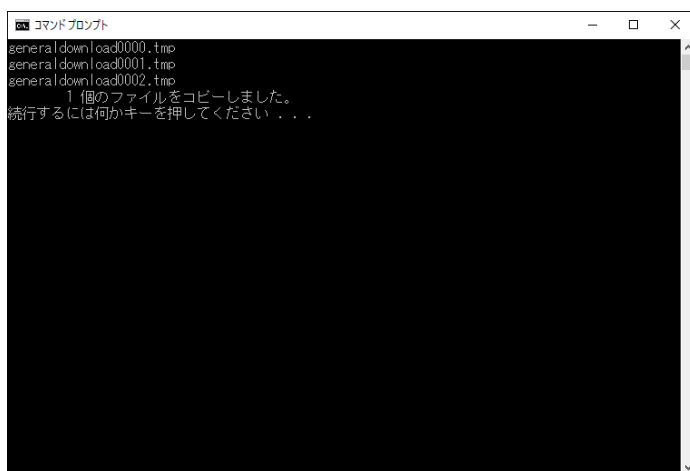 コマンド プロンプト
generaldownload0000.tmp
generaldownload0001.tmp
generaldownload0002.tmp
1 個のファイルをコピーしました。
続行するには何かキーを押してください . . .